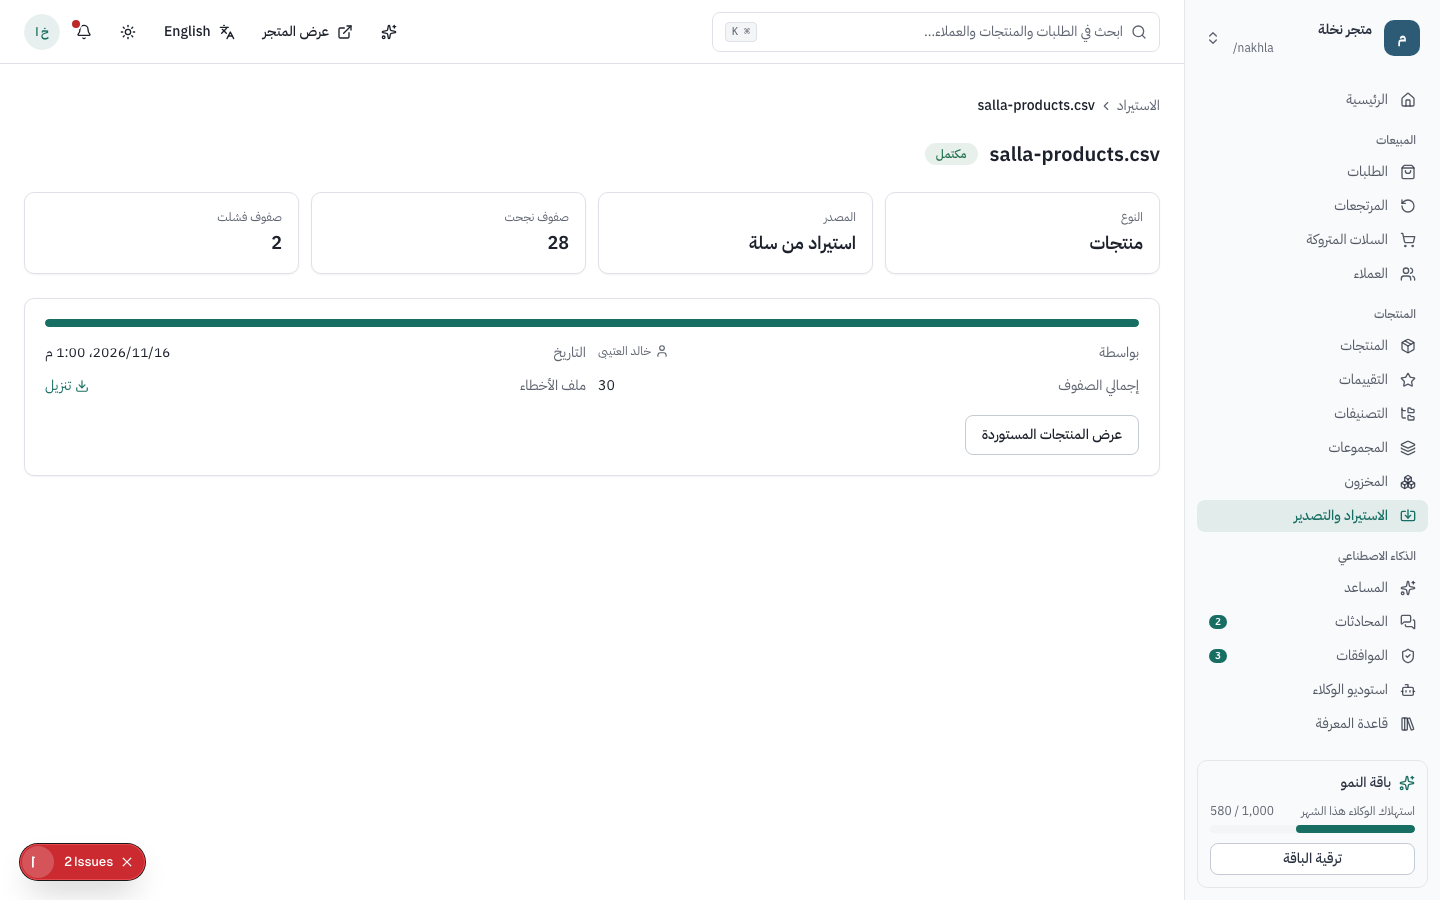 م
متجر نخلة
/nakhla
الرئيسية
المبيعات
الطلبات
المرتجعات
السلات المتروكة
العملاء
المنتجات
المنتجات
التقييمات
التصنيفات
المجموعات
المخزون
الاستيراد والتصدير
الذكاء الاصطناعي
المساعد
المحادثات 2
الموافقات 3
استوديو الوكلاء
قاعدة المعرفة
باقة النمو
استهلاك الوكلاء هذا الشهر 580 / 1,000
ترقية الباقة
ابحث في الطلبات والمنتجات والعملاء... ⌘ K
عرض المتجر
English
خ ا
الاستيراد › salla-products.csv
salla-products.csv مكتمل
النوع
منتجات
المصدر
استيراد من سلة
صفوف نجحت
28
صفوف فشلت
2
بواسطة خالد العتيبي
التاريخ 2026/11/16، 1:00 م
إجمالي الصفوف 30
ملف الأخطاء تنزيل
عرض المنتجات المستوردة
2 Issues